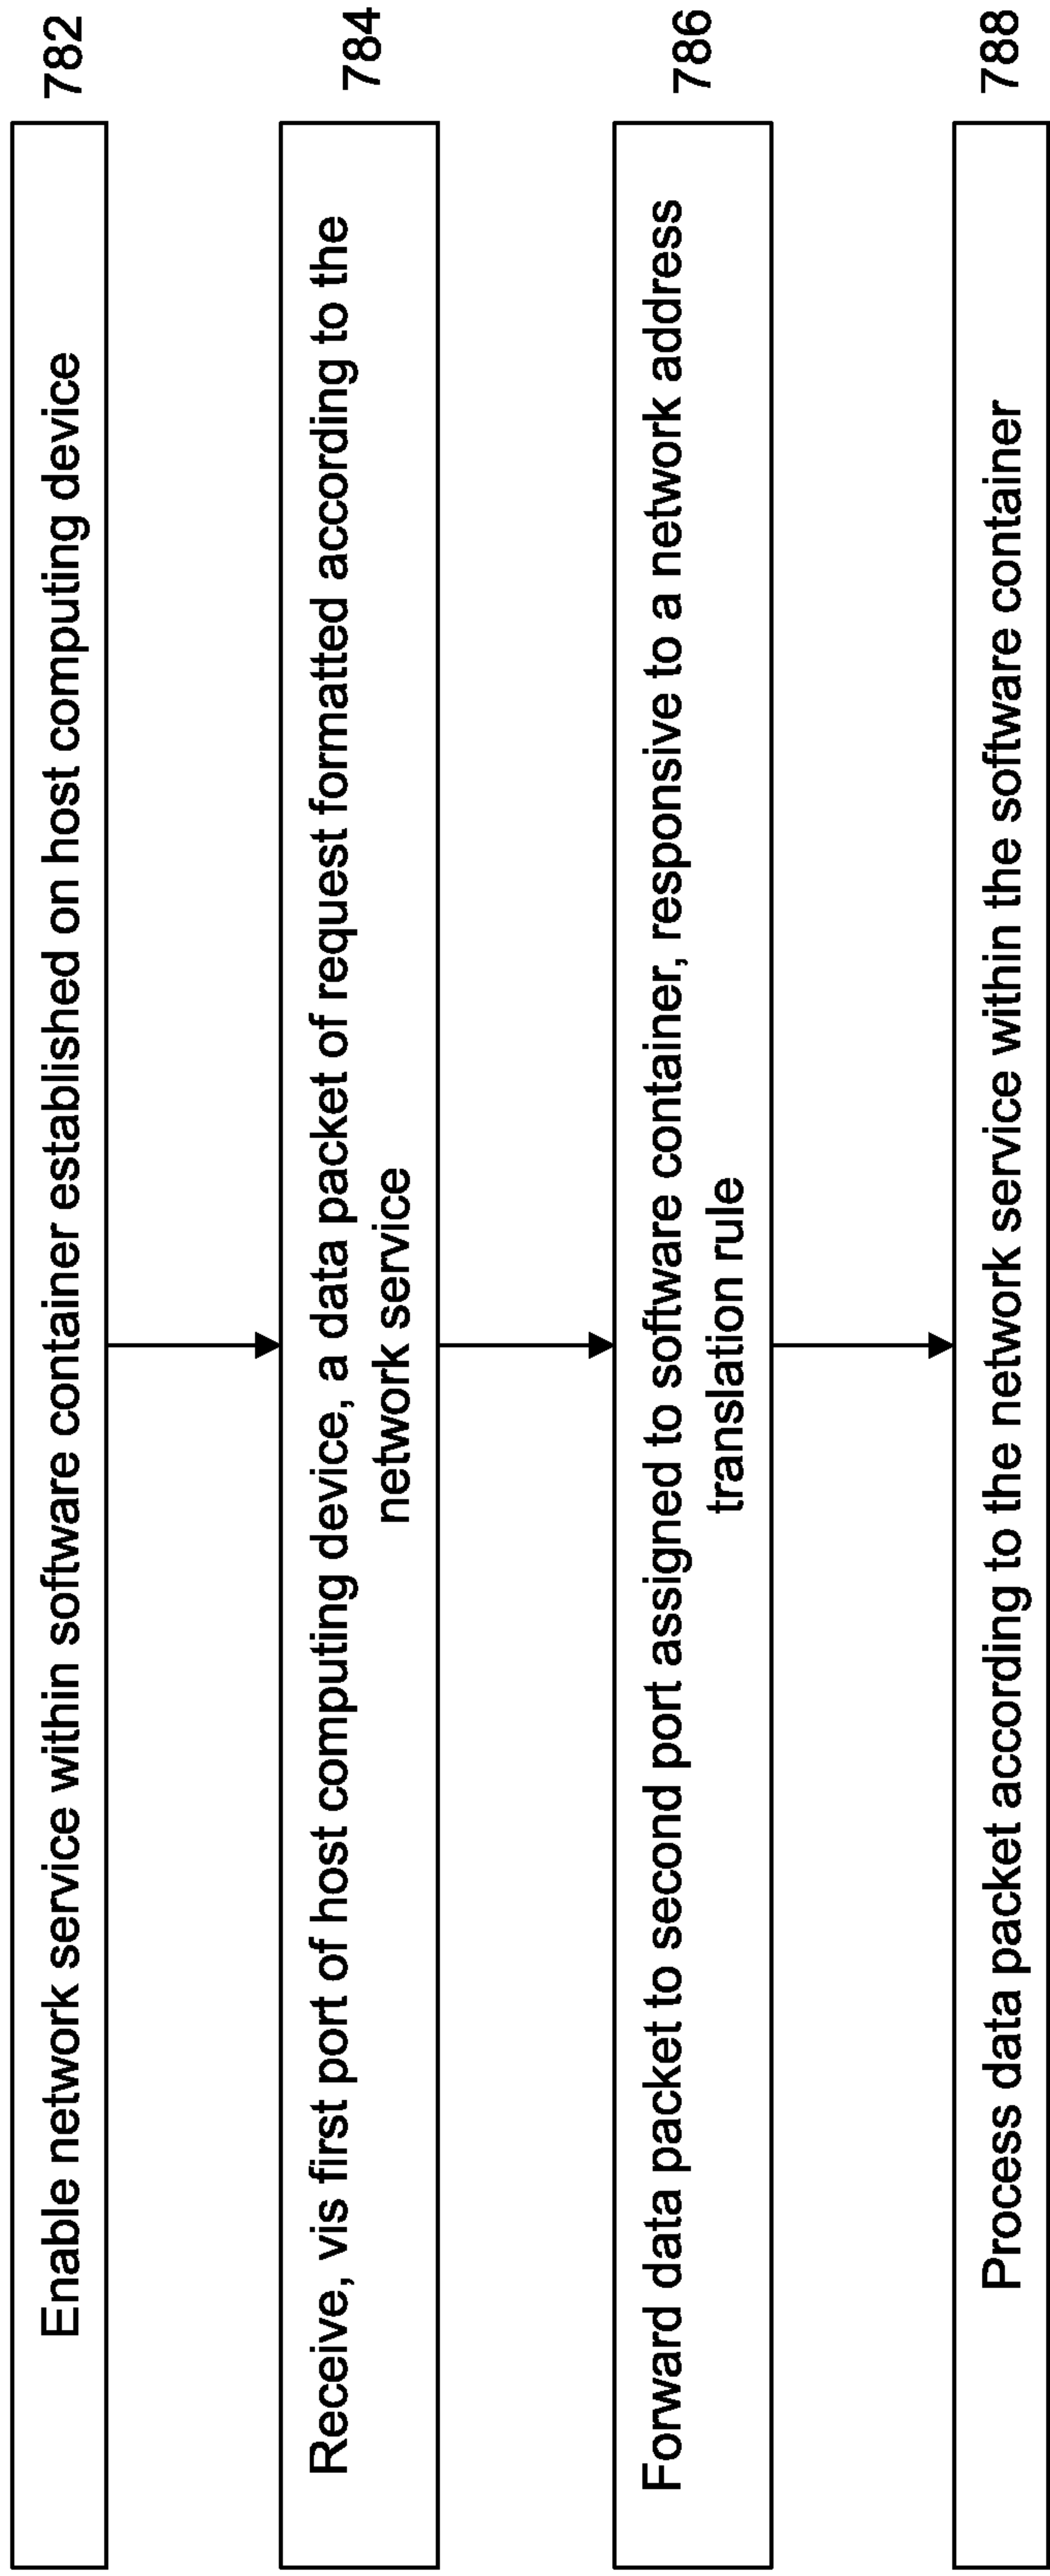 Enable network service within software container established on host computing device
782
Receive, vis first port of host computing device, a data packet of request formatted according to the
network service
784
Forward data packet to second port assigned to software container, responsive to a network address
translation rule
786
Process data packet according to the network service within the software container
788